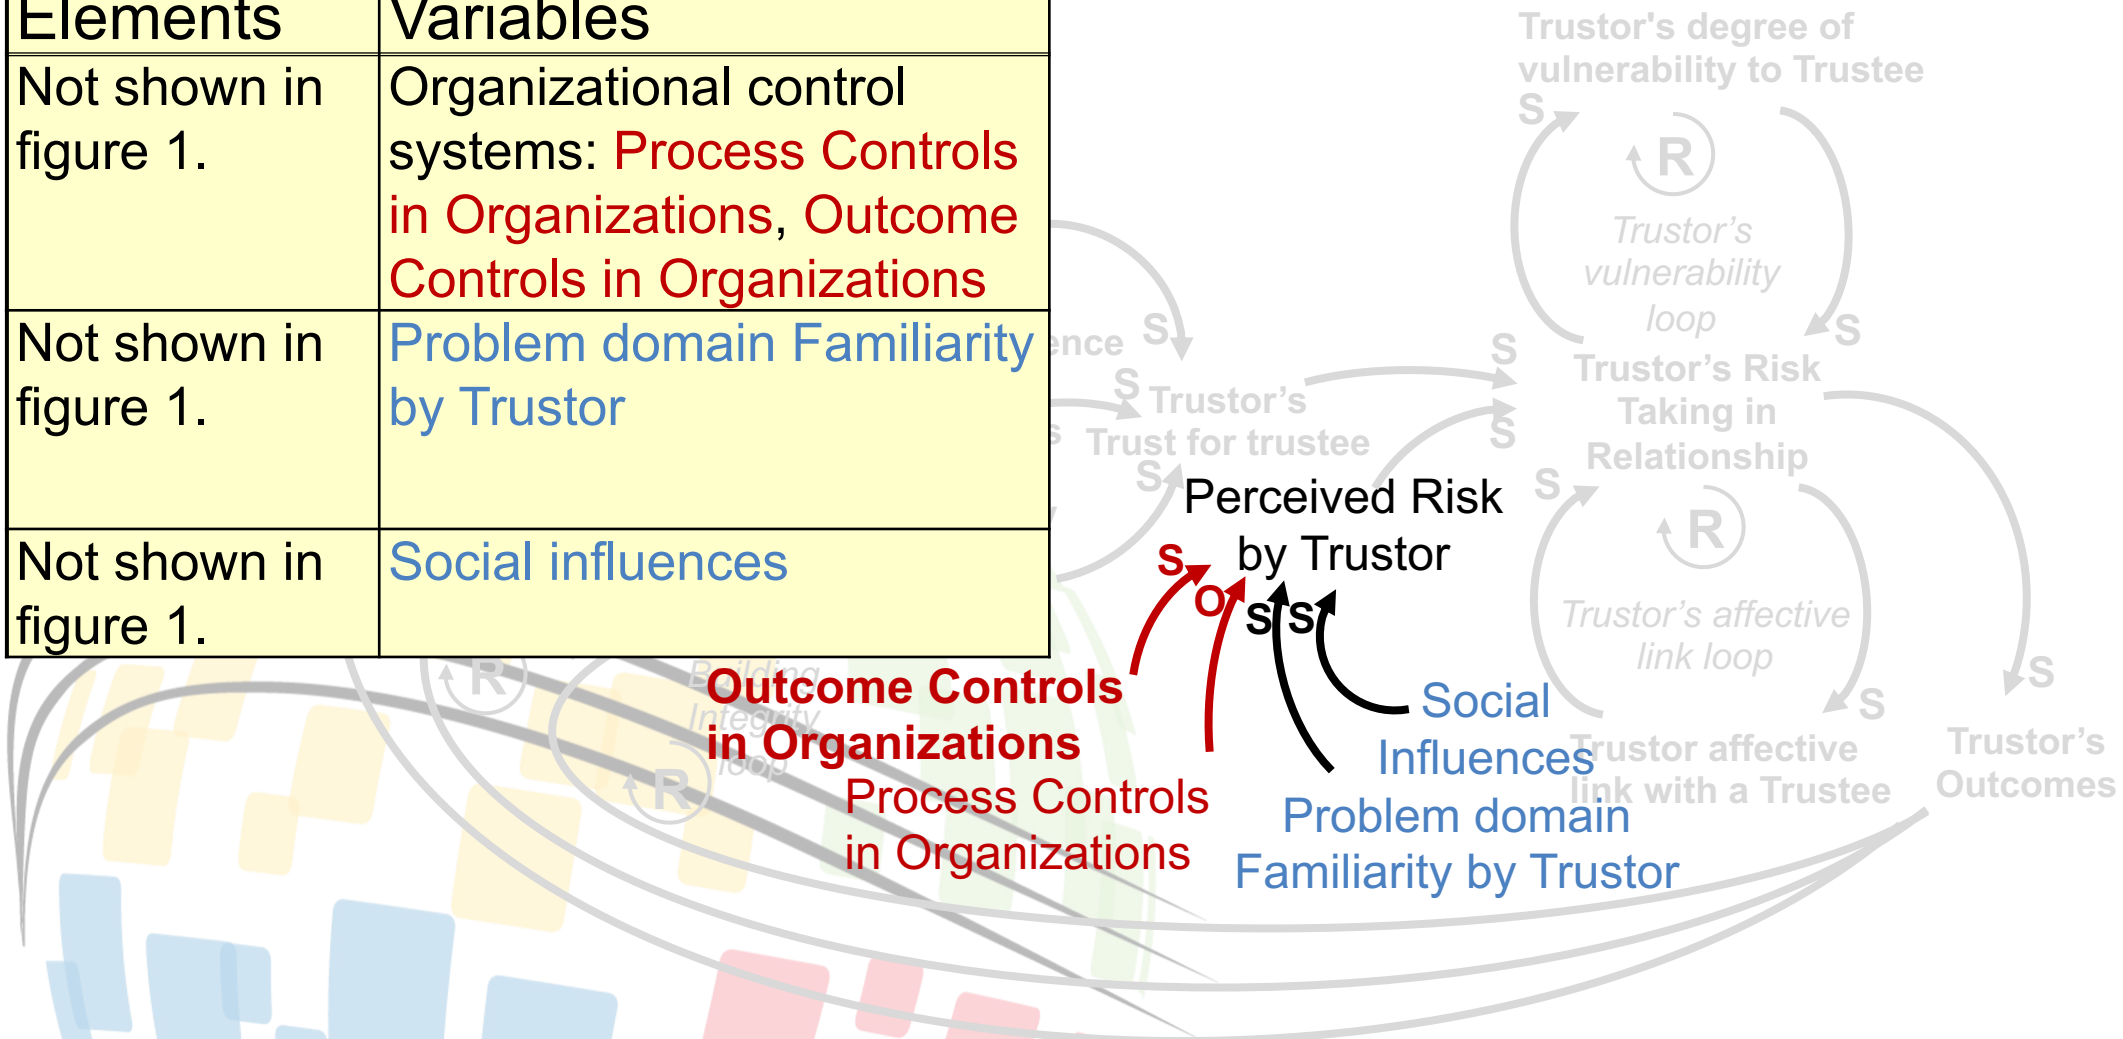 Elements Variables
Not shown in
figure 1.
Organizational control
systems: Process Controls
in Organizations, Outcome
Controls in Organizations
Not shown in
figure 1.
Problem domain Familiarity
by Trustor
Not shown in
figure 1.
Social influences
Trustor's degree of
vulnerability to Trustee
S
R
Trustor’s
vulnerability
loop
S
S
S
Trustor’s Risk
Taking in
Relationship
S
S
S
Trustor’s
Trust for trustee
S
Perceived Risk
by Trustor
S
O
S
S
S
R
Trustor’s affective
link loop
S
S
Outcome Controls
in Organizations
Process Controls
in Organizations
Social
Influences
Problem domain
Familiarity by Trustor
Trustor affective
link with a Trustee
Trustor’s
Outcomes
R
Building
Integrity
loop
R